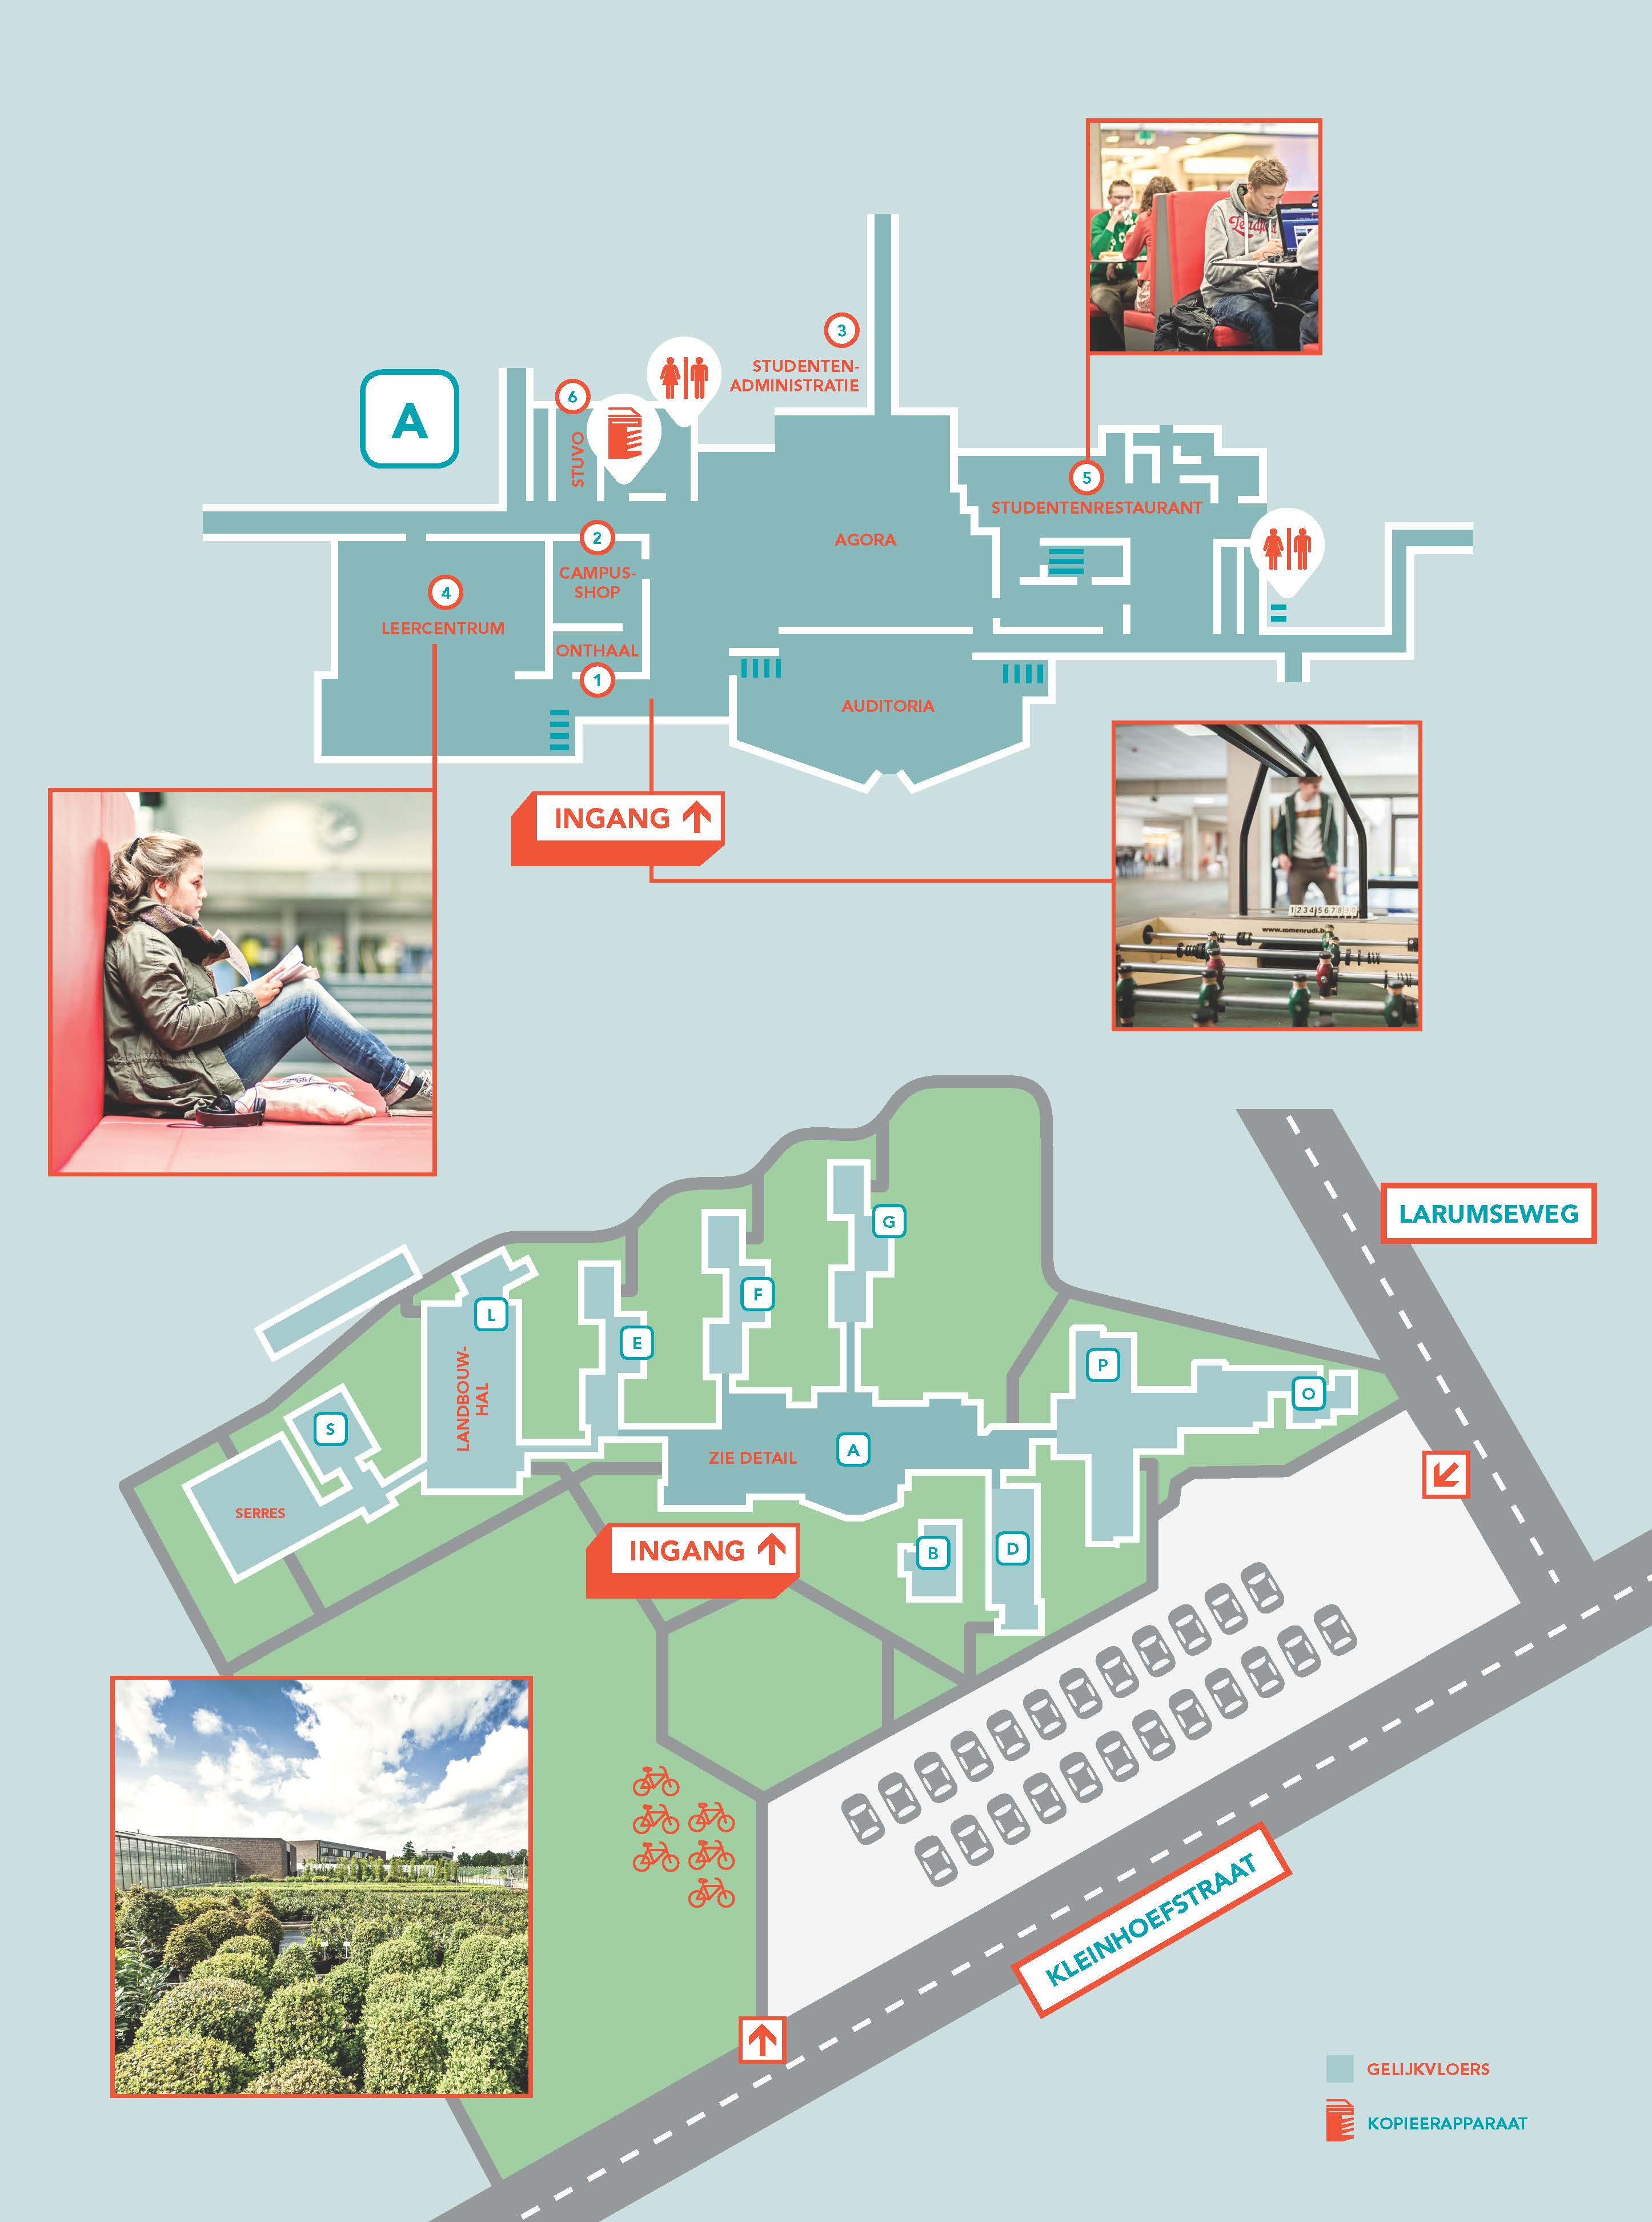 3
STUDENTEN-
ADMINISTRATIE
A
6
STUVO
5
STUDENTENRESTAURANT
2
CAMPUS-
SHOP
AGORA
4
LEERCENTRUM
ONTHAAL
1
AUDITORIA
INGANG
12345678
LARUMSEWEG
G
F
L
E
P
O
LANDBOUW-
HAL
S
ZIE DETAIL
A
SERRES
INGANG
B
D
KLEINHOEFSTRAAT
GELIJKVLOERS
KOPIEERAPPARAAT